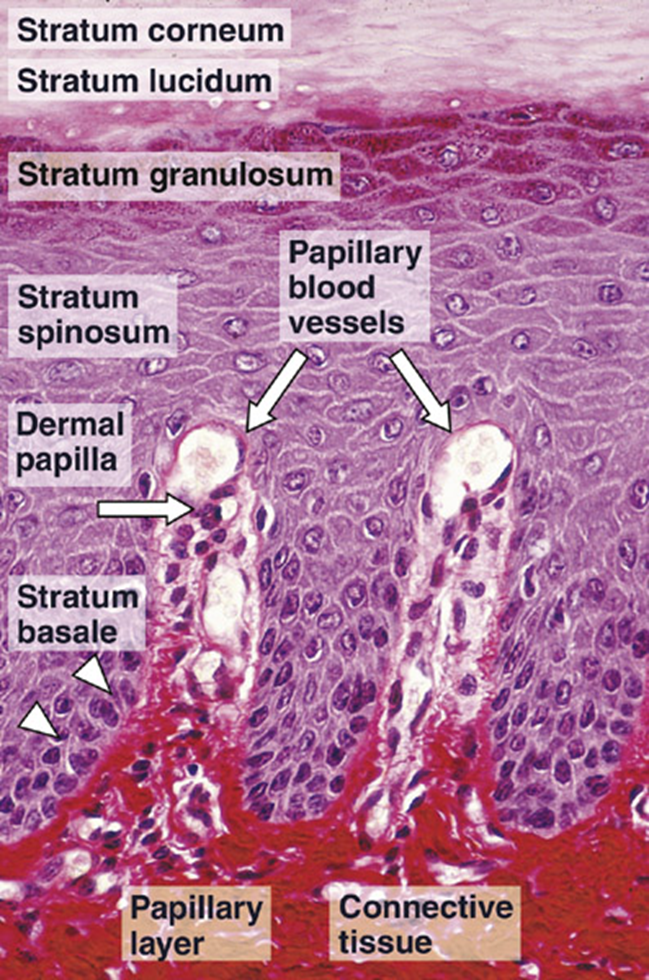 Stratum corneum
Stratum lucidum
Stratum granulosum
Papillary
blood
vessels
Stratum
spinosum
Dermal
papilla
Stratum
basale
Papillary
layer
Connective
tissue